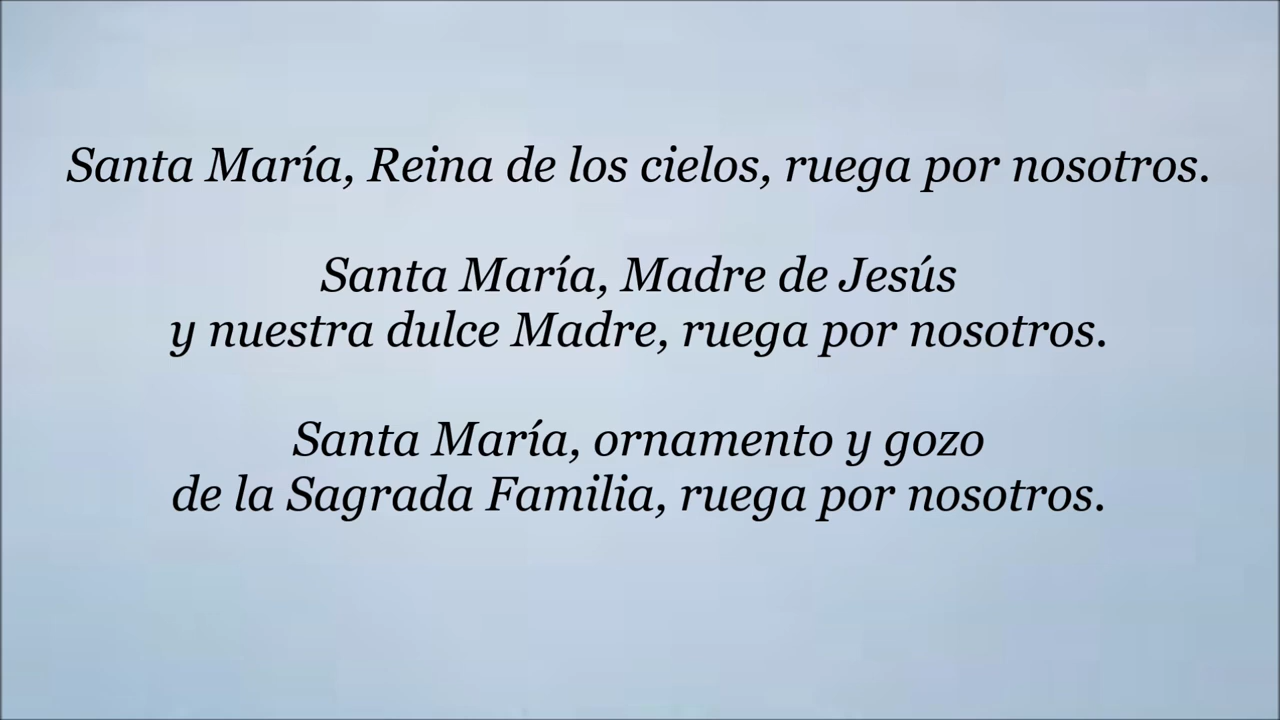 Santa María, Reina de los cielos, ruega por nosotros.
Santa María, Madre de Jesús
y nuestra dulce Madre, ruega por nosotros.
Santa María, ornamento y gozo
de la Sagrada Familia, ruega por nosotros.